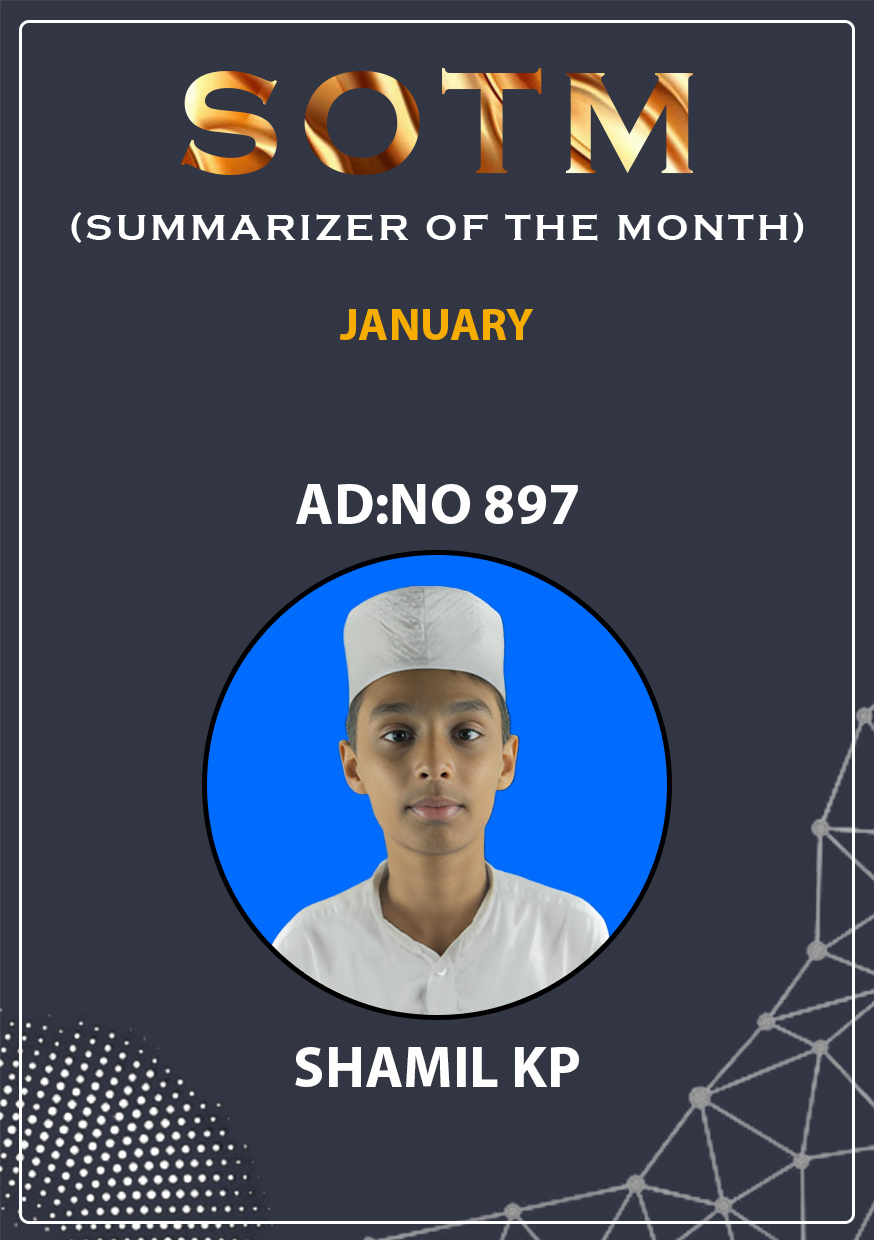 SOTM
(SUMMARIZER OF THE MONTH)
JANUARY
AD:NO 897
SHAMIL KP